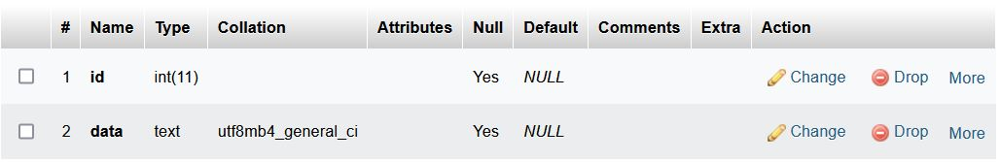 # Name Type Collation Attributes Null Default Comments Extra Action
1 id int(11) Yes NULL Change Drop More
2 data text utf8mb4_general_ci Yes NULL Change Drop More